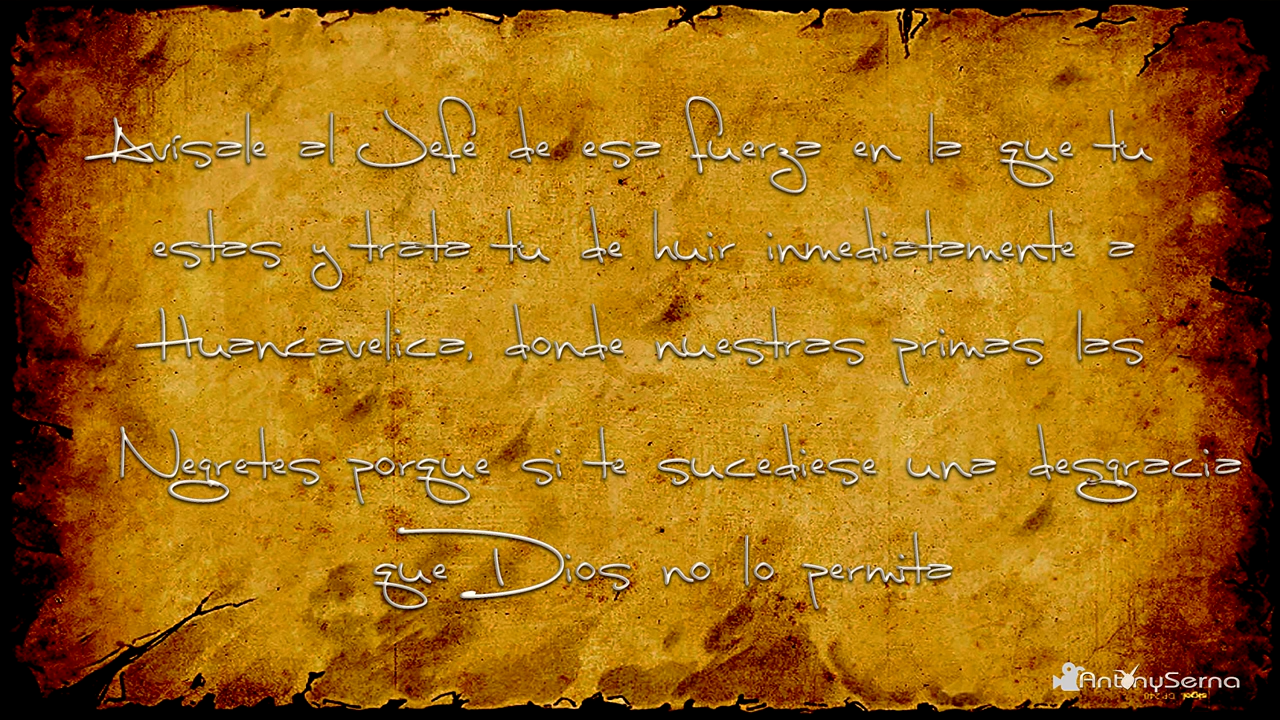 Avísale al Jefe de esa fuerza en la que tu
estas y trata tu de huir inmediatamente a
Huancavelica, donde nuestras primas las
Negretes porque si te sucediese una desgracia
que Dios no lo permita
AntonySerna